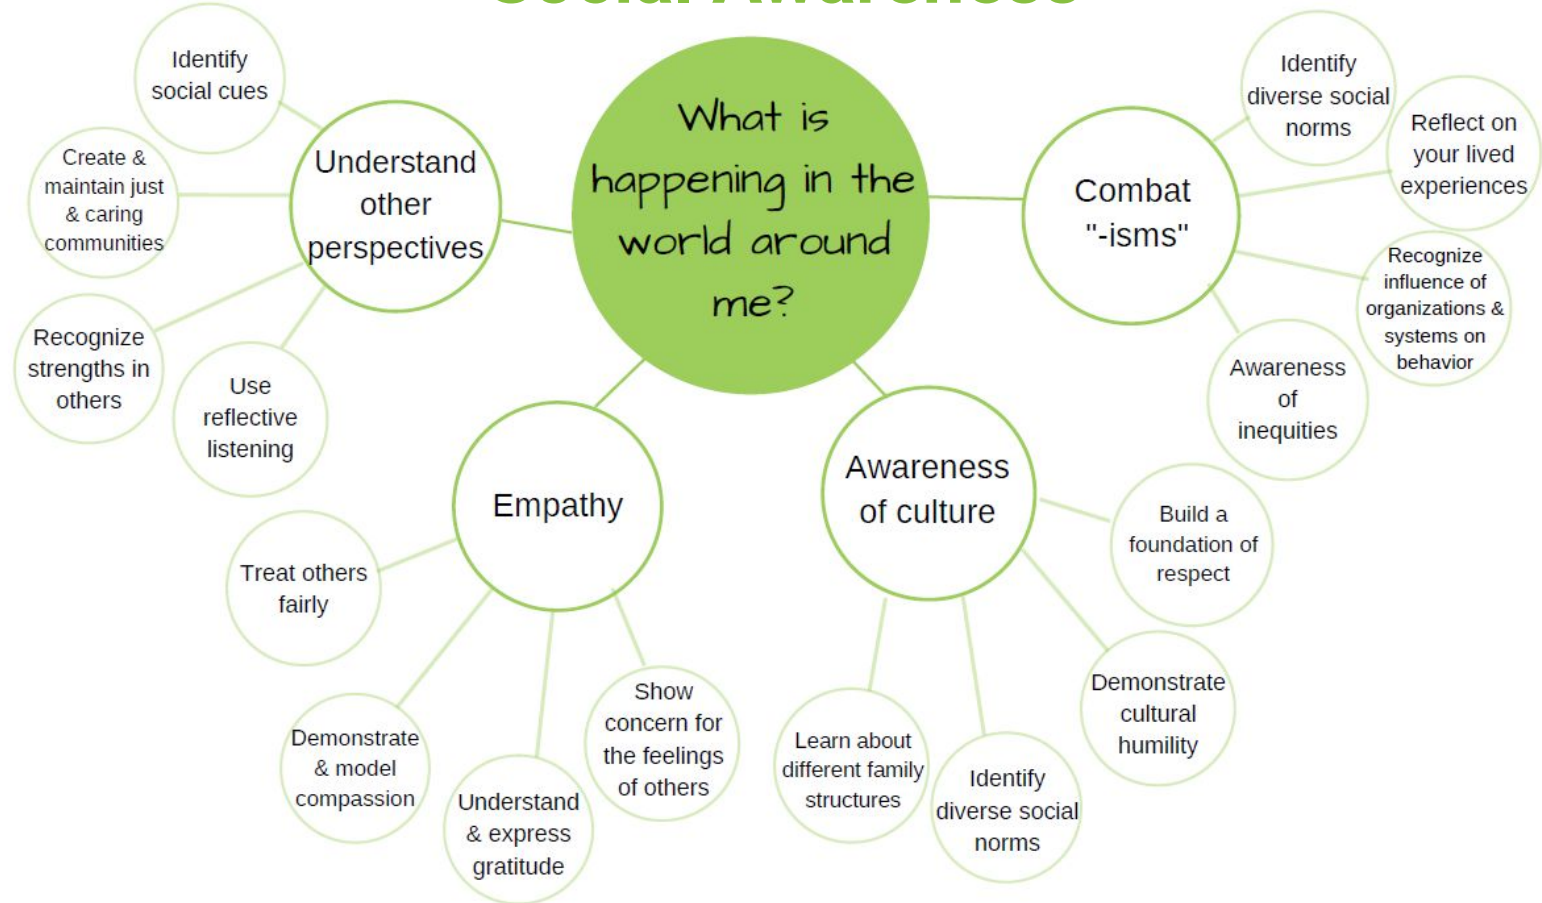 Social Awareness
What is
happening in the
world around
me?
Understand
other
perspectives
Identify
social cues
Create &
maintain just
& caring
communities
Recognize
strengths in
others
Use
reflective
listening
Empathy
Treat others
fairly
Demonstrate
& model
compassion
Understand
& express
gratitude
Show
concern for
the feelings
of others
Awareness
of culture
Learn about
different family
structures
Identify
diverse social
norms
Demonstrate
cultural
humility
Build a
foundation of
respect
Combat
"-isms"
Identify
diverse social
norms
Reflect on
your lived
experiences
Recognize
influence of
organizations &
systems on
behavior
Awareness
of
inequities